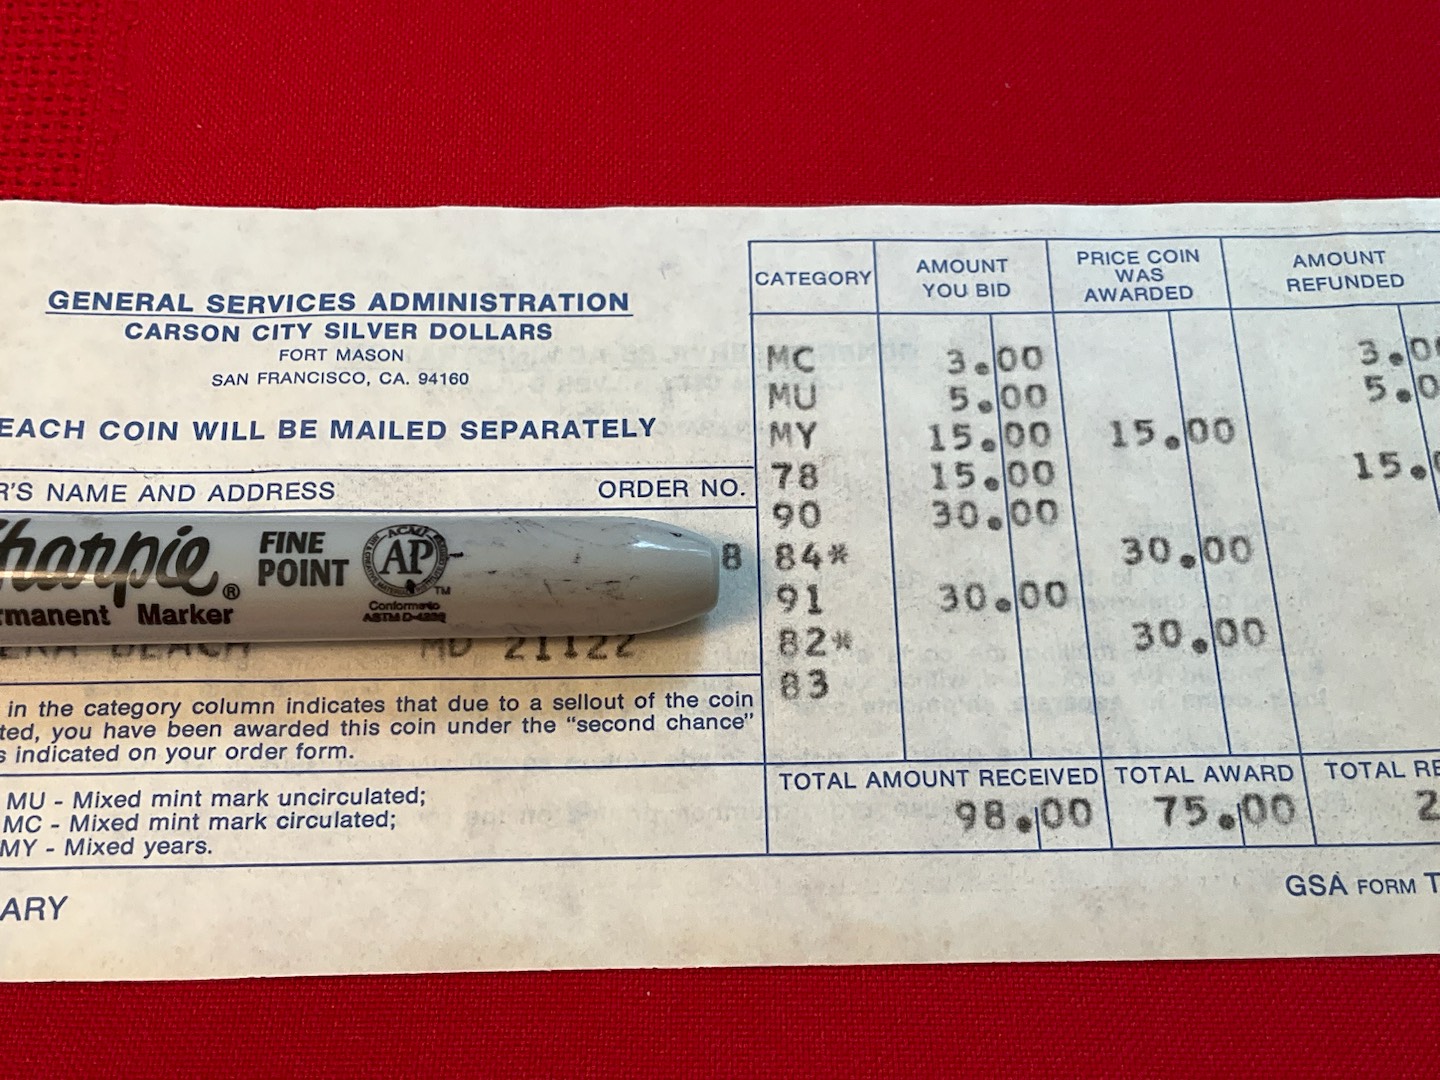 GENERAL SERVICES ADMINISTRATION
CARSON CITY SILVER DOLLARS
FORT MASON
SAN FRANCISCO, CA. 94160
EACH COIN WILL BE MAILED SEPARATELY
R'S NAME AND ADDRESS ORDER NO.
Sharpie® FINE POINT
Permanent Marker
ACMI
AP
TM
Conforms to
ASTM D-4236
8
BEACH MD 21122
in the category column indicates that due to a sellout of the coin
ted, you have been awarded this coin under the "second chance"
s indicated on your order form.
MU - Mixed mint mark uncirculated;
MC - Mixed mint mark circulated;
MY - Mixed years.
ARY
CATEGORY AMOUNT YOU BID PRICE COIN WAS AWARDED AMOUNT REFUNDED
MC 3.00 3.00
MU 5.00 5.0
MY 15.00 15.00
78 15.00 15.0
90 30.00
84* 30.00
91 30.00
82* 30.00
83
TOTAL AMOUNT RECEIVED TOTAL AWARD TOTAL RE
98.00 75.00 2
GSA FORM T